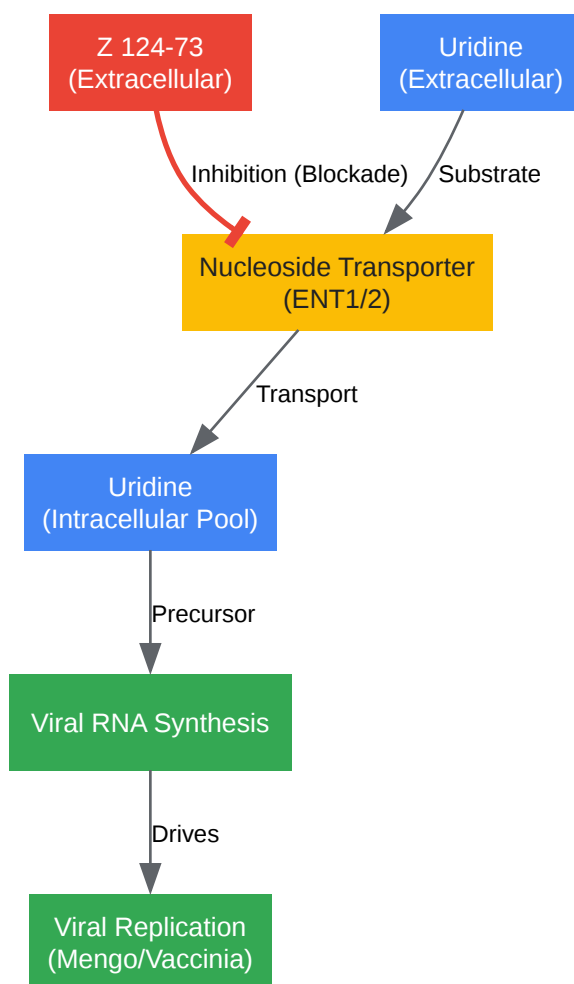 Z 124-73
(Extracellular)
Uridine
(Extracellular)
Inhibition (Blockade)
Substrate
Nucleoside Transporter
(ENT1/2)
Transport
Uridine
(Intracellular Pool)
Precursor
Viral RNA Synthesis
Drives
Viral Replication
(Mengo/Vaccinia)